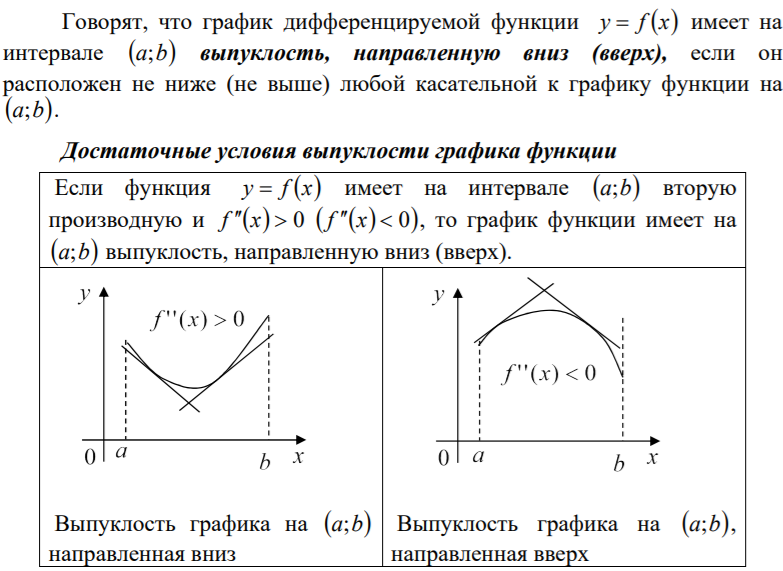 Говорят, что график дифференцируемой функции y = f(x) имеет на
интервале (a;b) выпуклость, направленную вниз (вверх), если он
расположен не ниже (не выше) любой касательной к графику функции на
(a;b).
Достаточные условия выпуклости графика функции
Если функция y = f(x) имеет на интервале (a;b) вторую
производную и f″(x) > 0 (f″(x) < 0), то график функции имеет на
(a;b) выпуклость, направленную вниз (вверх).
y
f''(x) > 0
0 a b x
y
f''(x) < 0
0 a b x
Выпуклость графика на (a;b)
направленная вниз
Выпуклость графика на (a;b),
направленная вверх